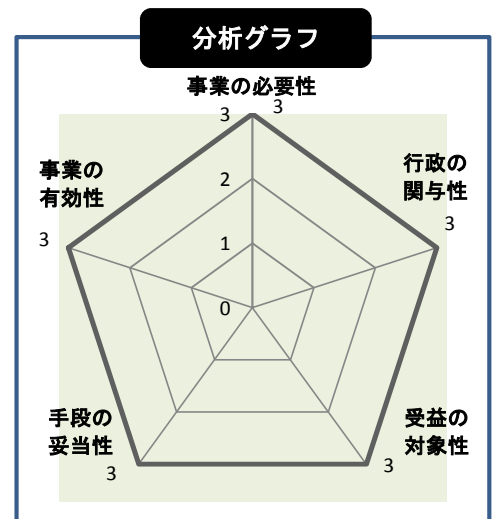 分析グラフ
事業の必要性
3
3
行政の
関与性
3
事業の
有効性
3
2
1
0
手段の
妥当性
3
受益の
対象性
3